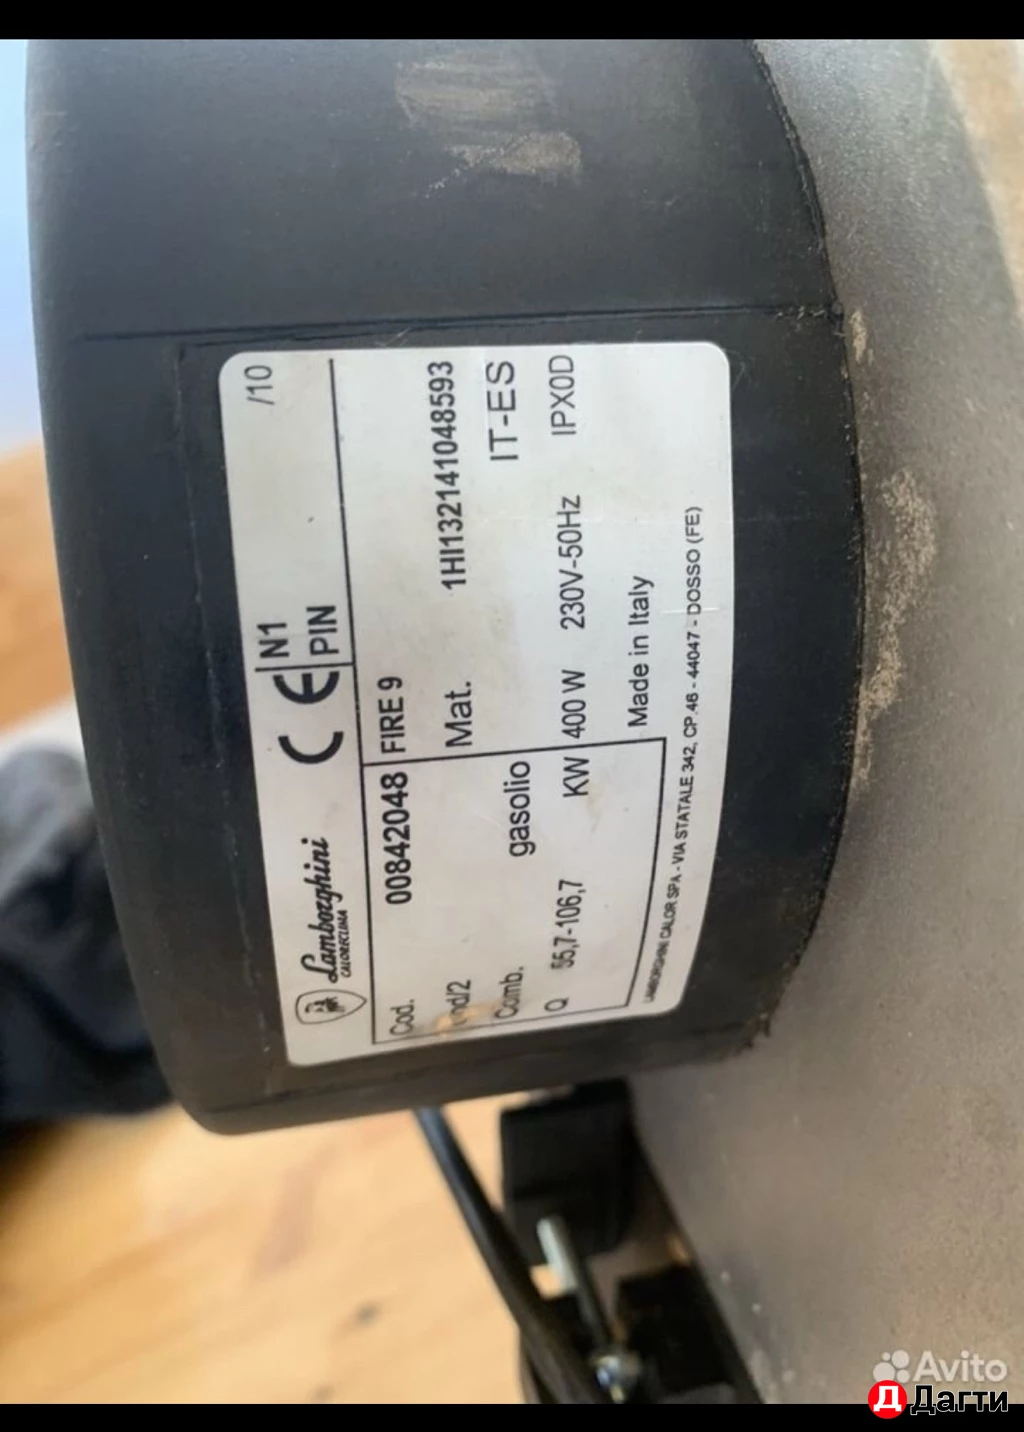 Lamborghini
CALORECLIMA
CE
N1
PIN
/10
Cod. 00842048 FIRE 9
Mat. 1HI132141048593
Comb. gasolio IT-ES
Q 55,7-106,7 KW 400 W 230V-50Hz IPX0D
Made in Italy
LAMBORGHINI CALOR SPA - VIA STATALE 342, CP.46 - 44047 - DOSSO (FE)
Avito
Дагти